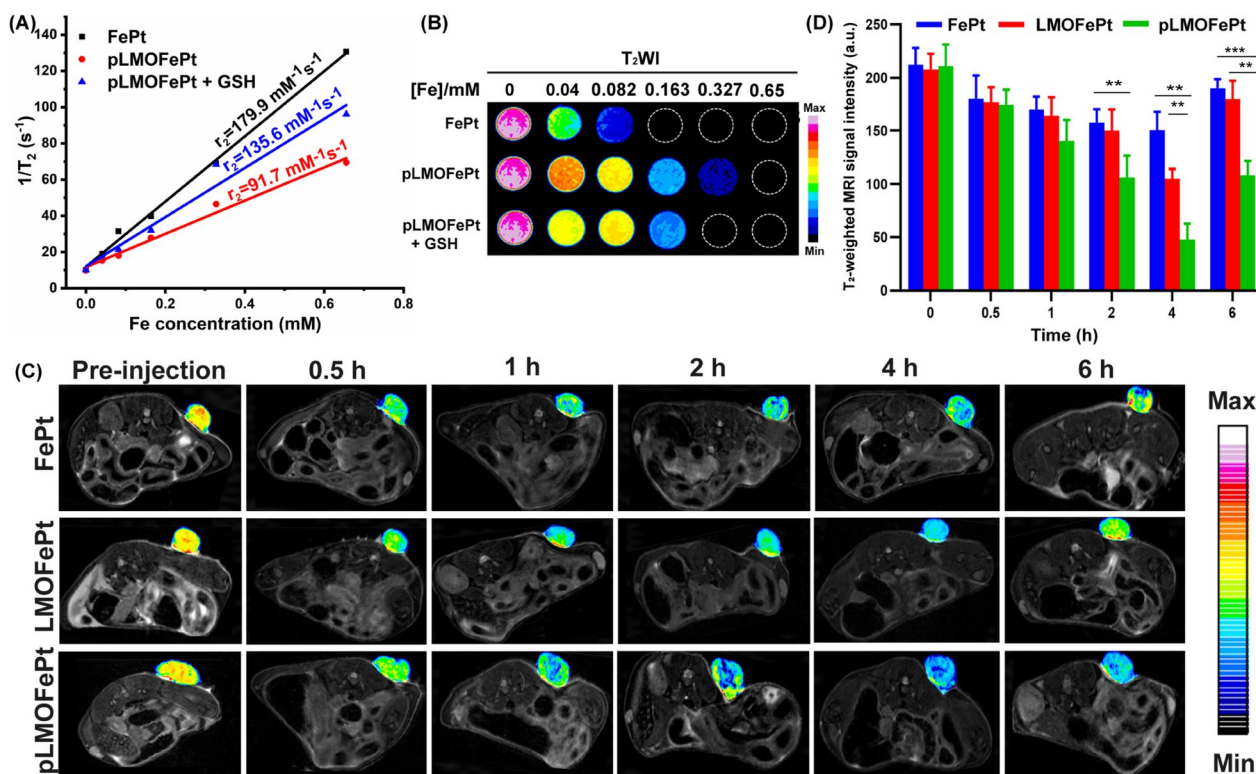 (A)
FePt
pLMOFePt
pLMOFePt + GSH
r₂=179.9 mM⁻¹s⁻¹
r₂=135.6 mM⁻¹s⁻¹
r₂=91.7 mM⁻¹s⁻¹
1/T₂ (s⁻¹)
140
120
100
80
60
40
20
0
0.0 0.2 0.4 0.6 0.8
Fe concentration (mM)
(B)
T₂WI
[Fe]/mM 0 0.04 0.082 0.163 0.327 0.65
FePt
pLMOFePt
pLMOFePt
+ GSH
Max
Min
(D)
FePt LMOFePt pLMOFePt
T₂-weighted MRI signal intensity (a.u.)
250
200
150
100
50
0
**
**
**
***
**
0 0.5 1 2 4 6
Time (h)
(C)
Pre-injection 0.5 h 1 h 2 h 4 h 6 h
FePt
LMOFePt
pLMOFePt
Max
Min